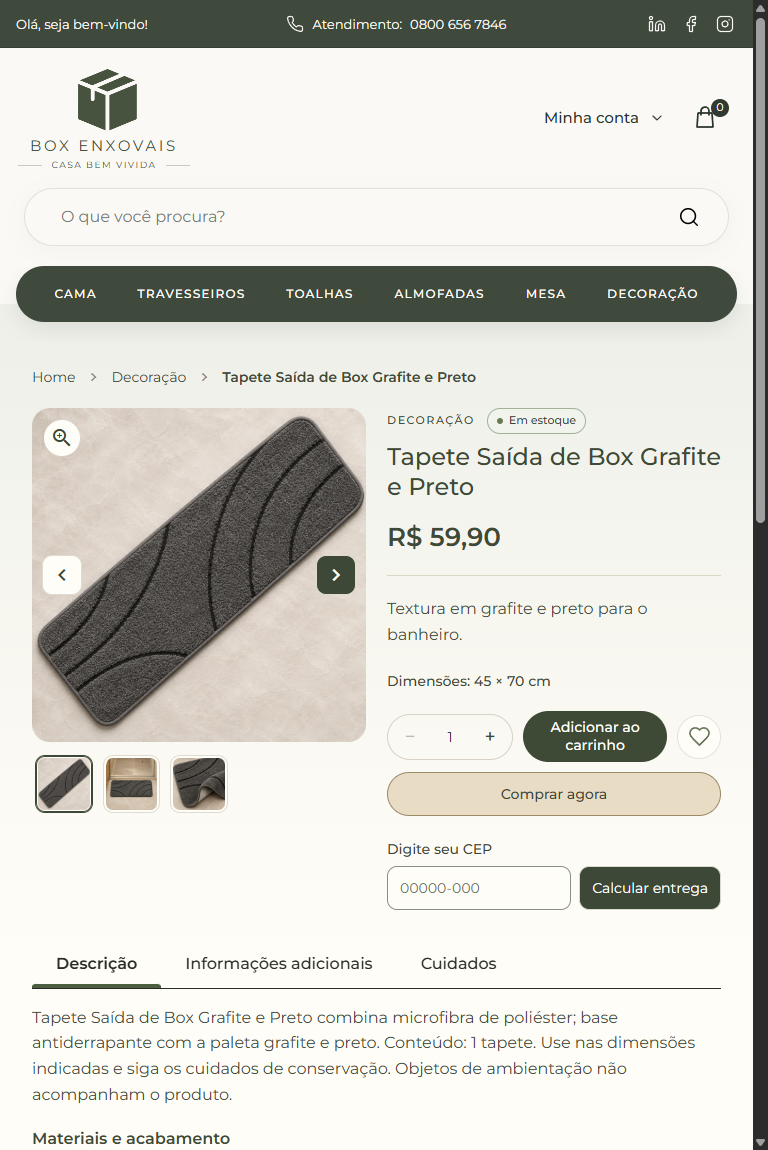 Olá, seja bem-vindo!
Atendimento: 0800 656 7846
BOX ENXOVAIS
CASA BEM VIVIDA
Minha conta
0
O que você procura?
CAMA TRAVESSEIROS TOALHAS ALMOFADAS MESA DECORAÇÃO
Home > Decoração > Tapete Saída de Box Grafite e Preto
DECORAÇÃO
Em estoque
Tapete Saída de Box Grafite
e Preto
R$ 59,90
Textura em grafite e preto para o
banheiro.
Dimensões: 45 × 70 cm
− 1 +
Adicionar ao
carrinho
Comprar agora
Digite seu CEP
00000-000
Calcular entrega
Descrição Informações adicionais Cuidados
Tapete Saída de Box Grafite e Preto combina microfibra de poliéster; base
antiderrapante com a paleta grafite e preto. Conteúdo: 1 tapete. Use nas dimensões
indicadas e siga os cuidados de conservação. Objetos de ambientação não
acompanham o produto.
Materiais e acabamento